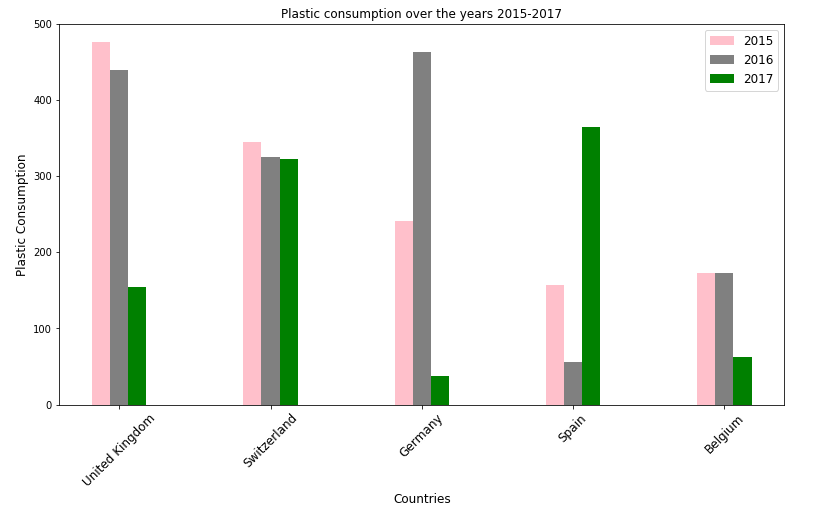 Plastic consumption over the years 2015-2017
500
400
300
200
100
0
Plastic Consumption
2015
2016
2017
United Kingdom
Switzerland
Germany
Spain
Belgium
Countries